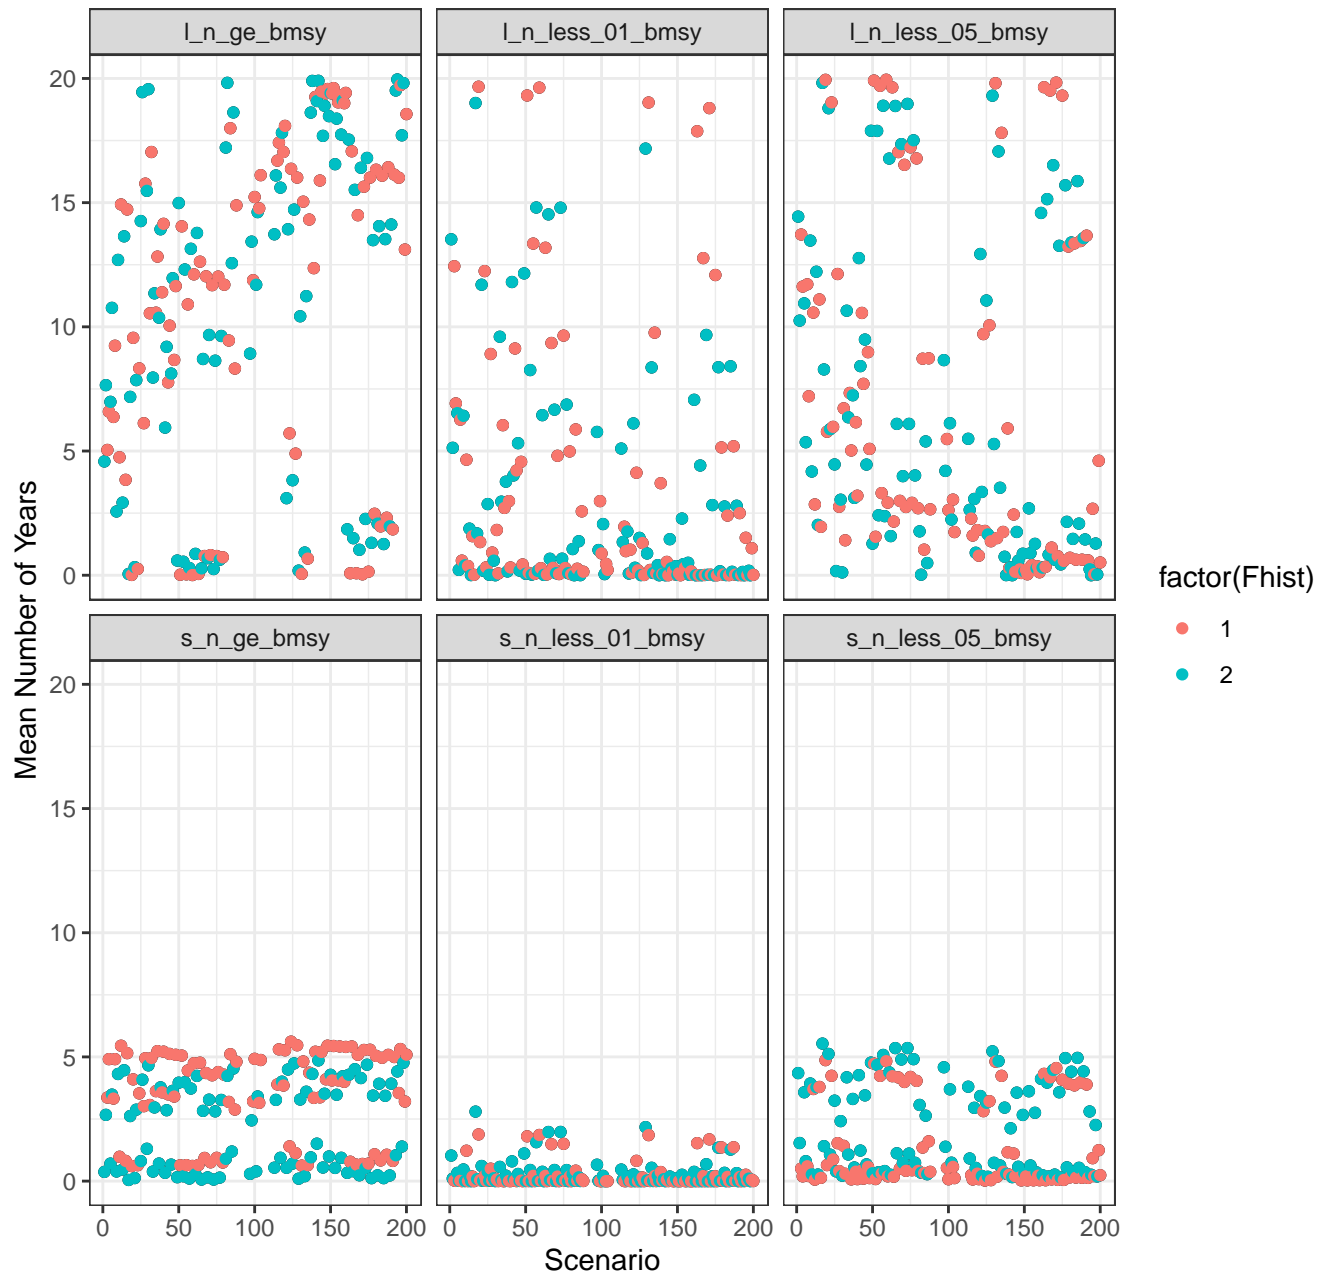 l_n_ge_bmsy
l_n_less_01_bmsy
l_n_less_05_bmsy
20
15
10
5
0
s_n_ge_bmsy
s_n_less_01_bmsy
s_n_less_05_bmsy
20
15
10
5
0
0 50 100 150 200
0 50 100 150 200
0 50 100 150 200
Scenario
Mean Number of Years
factor(Fhist)
1
2